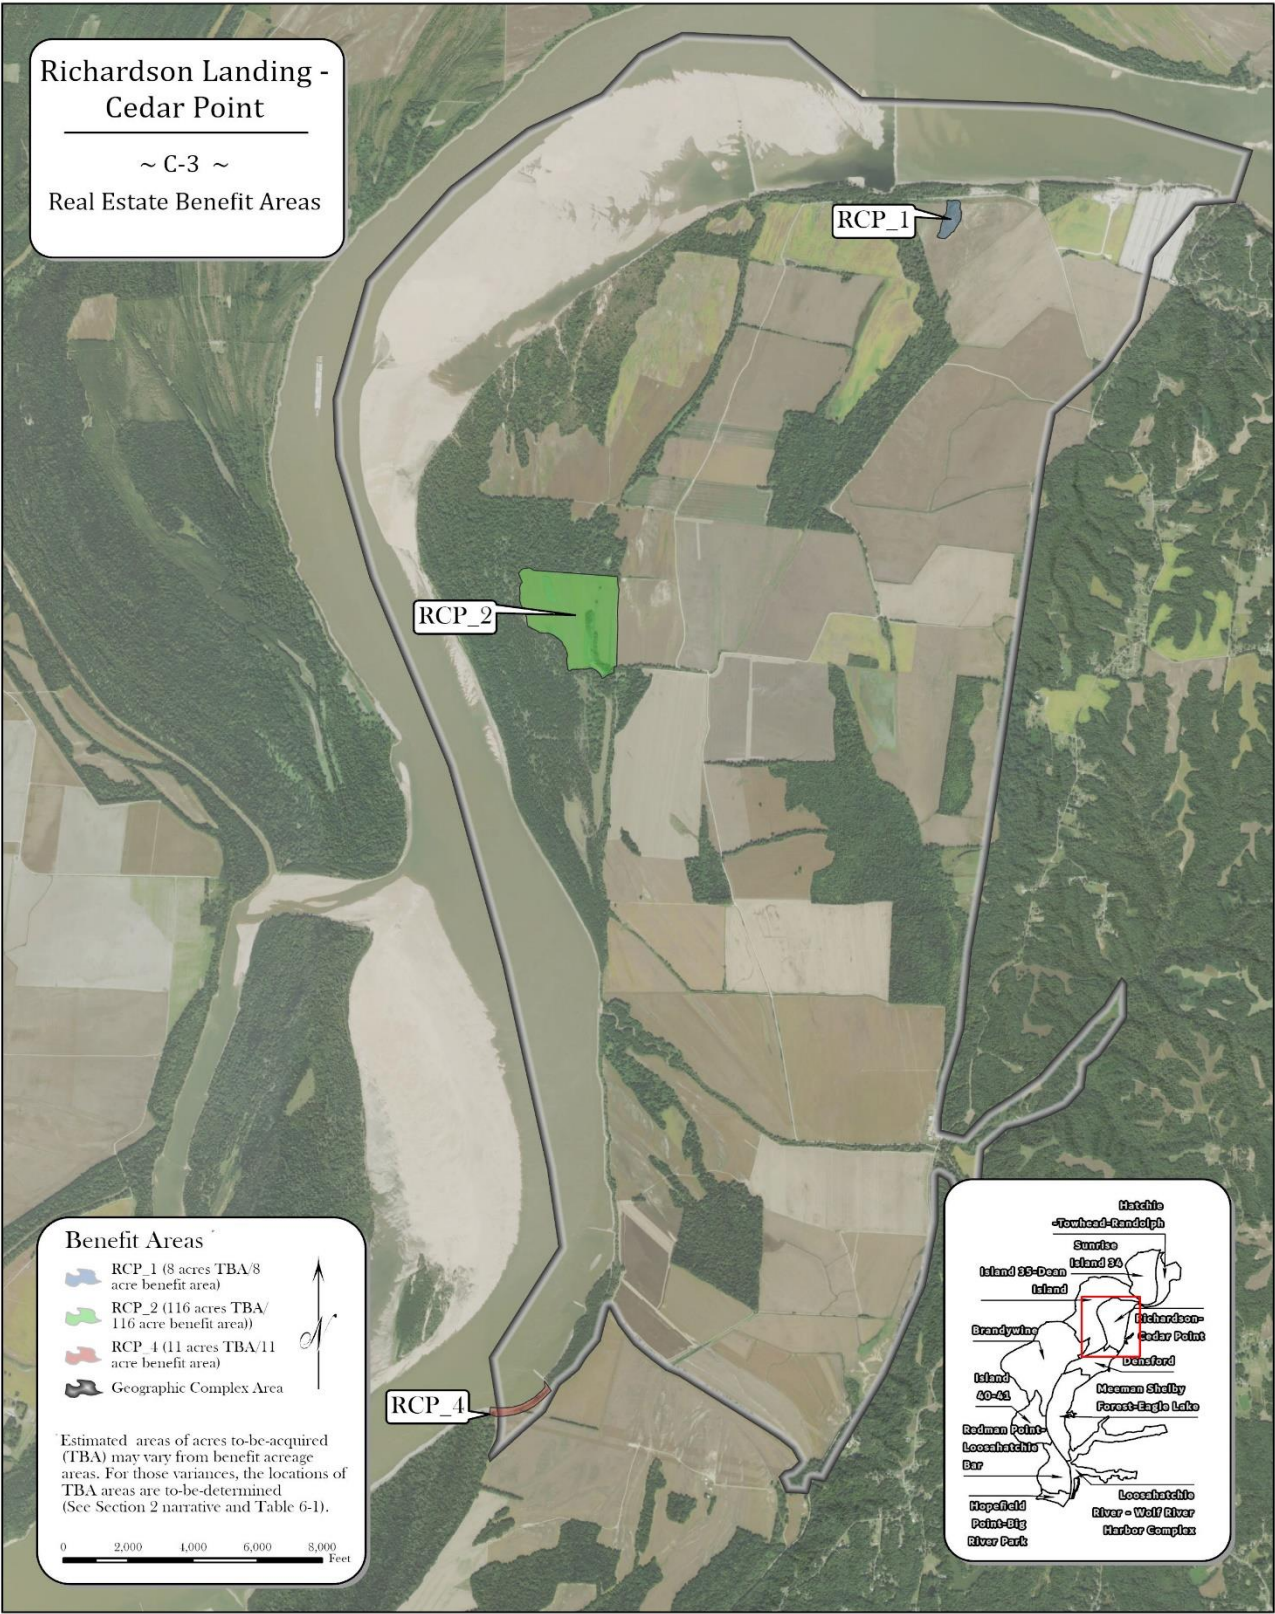 Richardson Landing -
Cedar Point
~ C-3 ~
Real Estate Benefit Areas
RCP_1
RCP_2
RCP_4
Benefit Areas
RCP_1 (8 acres TBA/8
acre benefit area)
RCP_2 (116 acres TBA/
116 acre benefit area))
RCP_4 (11 acres TBA/11
acre benefit area)
Geographic Complex Area
N
Estimated areas of acres to-be-acquired
(TBA) may vary from benefit acreage
areas. For those variances, the locations of
TBA areas are to-be-determined
(See Section 2 narrative and Table 6-1).
0 2,000 4,000 6,000 8,000
Feet
Hatchie
-Towhead-Randolph
Sunrise
Island 34
Island 35-Dean
Island
Richardson-
Cedar Point
Brandywine
Densford
Island
40-41
Meeman Shelby
Forest-Eagle Lake
Redman Point-
Loosahatchie
Bar
Loosahatchie
River - Wolf River
Harbor Complex
Hopefield
Point-Big
River Park